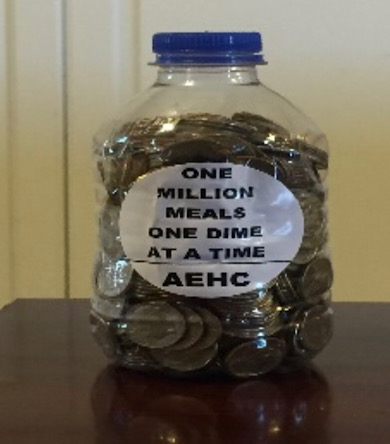 ONE
MILLION
MEALS
ONE DIME
AT A TIME
AEHC